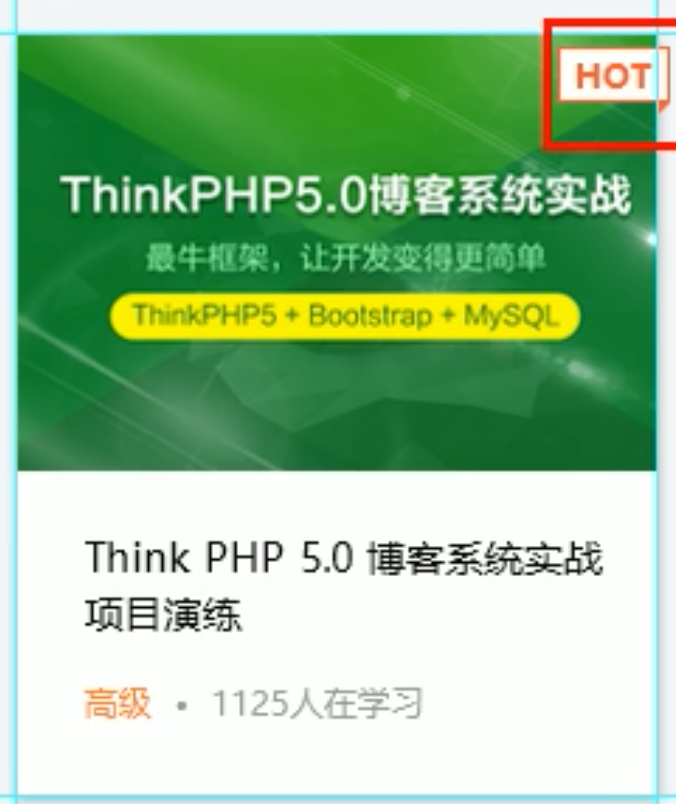 HOT
ThinkPHP5.0博客系统实战
最牛框架，让开发变得更简单
ThinkPHP5 + Bootstrap + MySQL
Think PHP 5.0 博客系统实战
项目演练
高级 • 1125人在学习